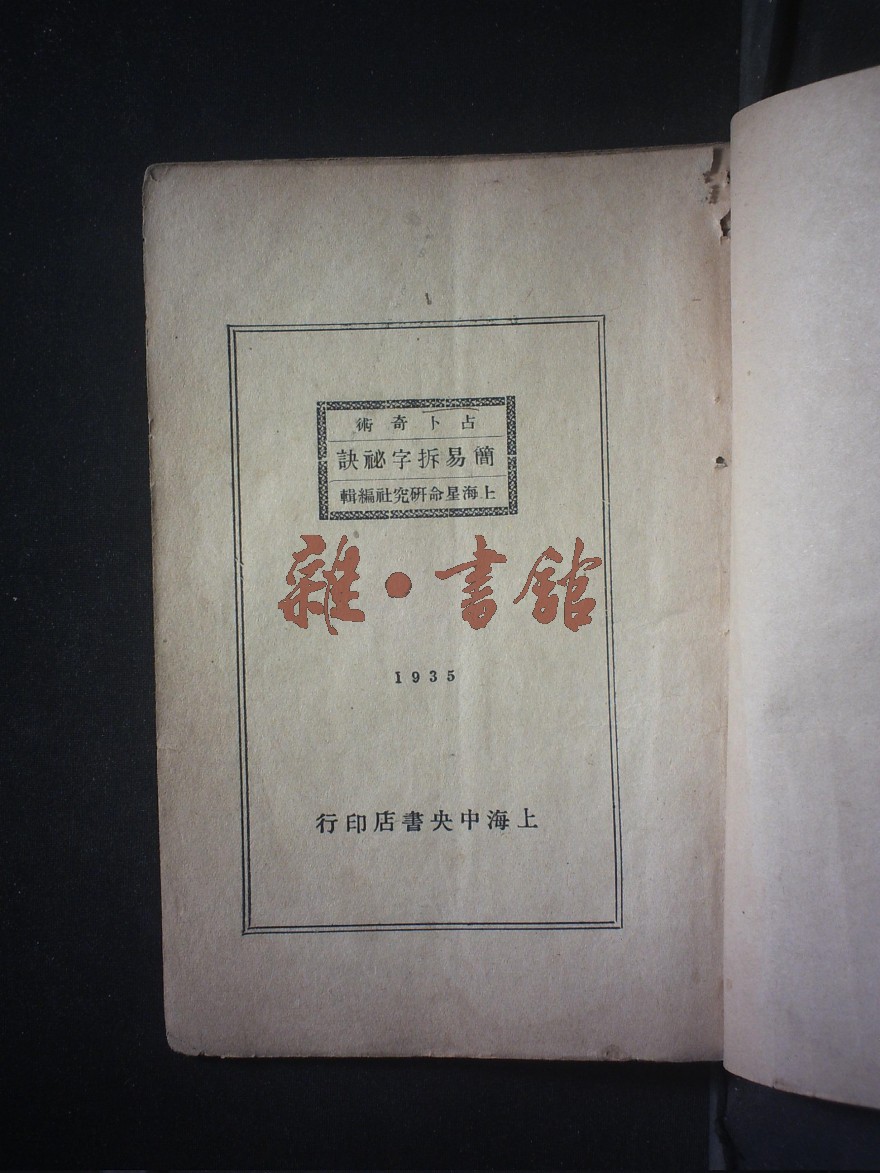 占卜奇術
簡易拆字祕訣
上海星命研究社編輯
雜·書館
1935
上海中央書店印行